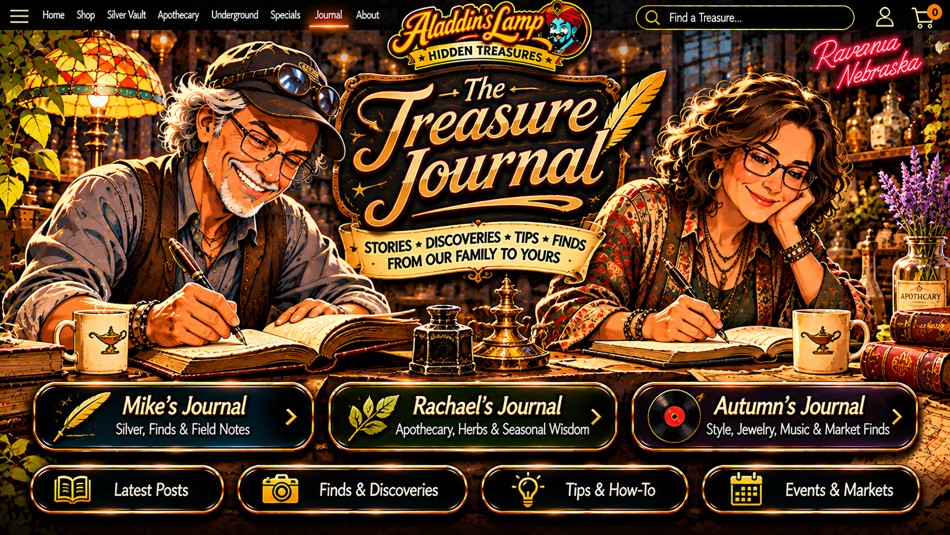 Home Shop Silver Vault Apothecary Underground Specials Journal About
Aladdin's Lamp
HIDDEN TREASURES
Find a Treasure...
0
Ravania
Nebraska
The
Treasure
Journal
STORIES ★ DISCOVERIES ★ TIPS ★ FINDS
FROM OUR FAMILY TO YOURS
APOTHECARY
Mike's Journal
Silver, Finds & Field Notes
Rachael's Journal
Apothecary, Herbs & Seasonal Wisdom
Autumn's Journal
Style, Jewelry, Music & Market Finds
Latest Posts
Finds & Discoveries
Tips & How-To
Events & Markets